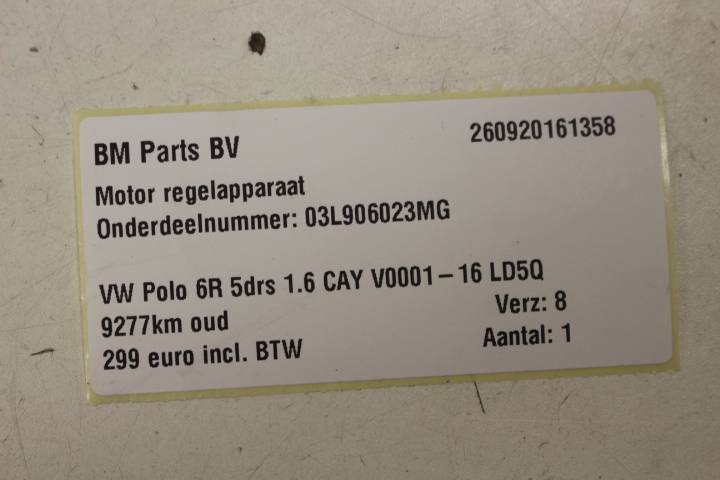 BM Parts BV 260920161358
Motor regelapparaat
Onderdeelnummer: 03L906023MG
VW Polo 6R 5drs 1.6 CAY V0001-16 LD5Q
9277km oud Verz: 8
299 euro incl. BTW Aantal: 1